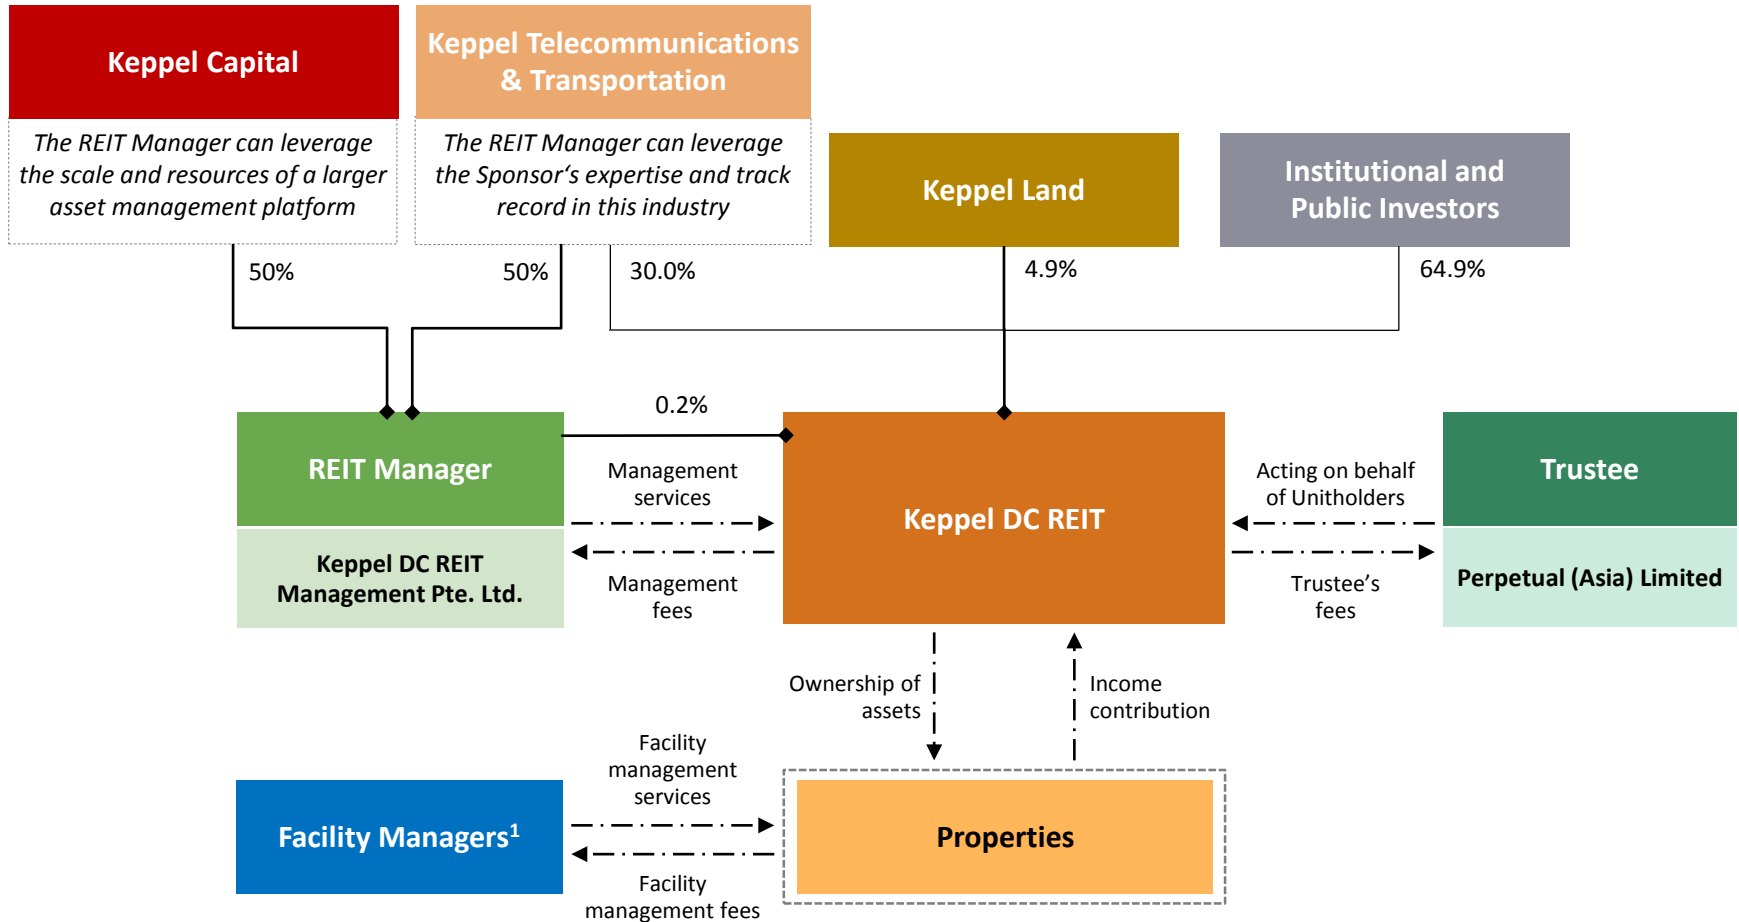 Keppel Capital
The REIT Manager can leverage
the scale and resources of a larger
asset management platform
Keppel Telecommunications
& Transportation
The REIT Manager can leverage
the Sponsor‘s expertise and track
record in this industry
Keppel Land
Institutional and
Public Investors
50%
50%
30.0%
4.9%
64.9%
0.2%
REIT Manager
Keppel DC REIT
Management Pte. Ltd.
Management
services
Management
fees
Keppel DC REIT
Acting on behalf
of Unitholders
Trustee’s
fees
Trustee
Perpetual (Asia) Limited
Ownership of
assets
Income
contribution
Facility
management
services
Facility Managers¹
Facility
management fees
Properties